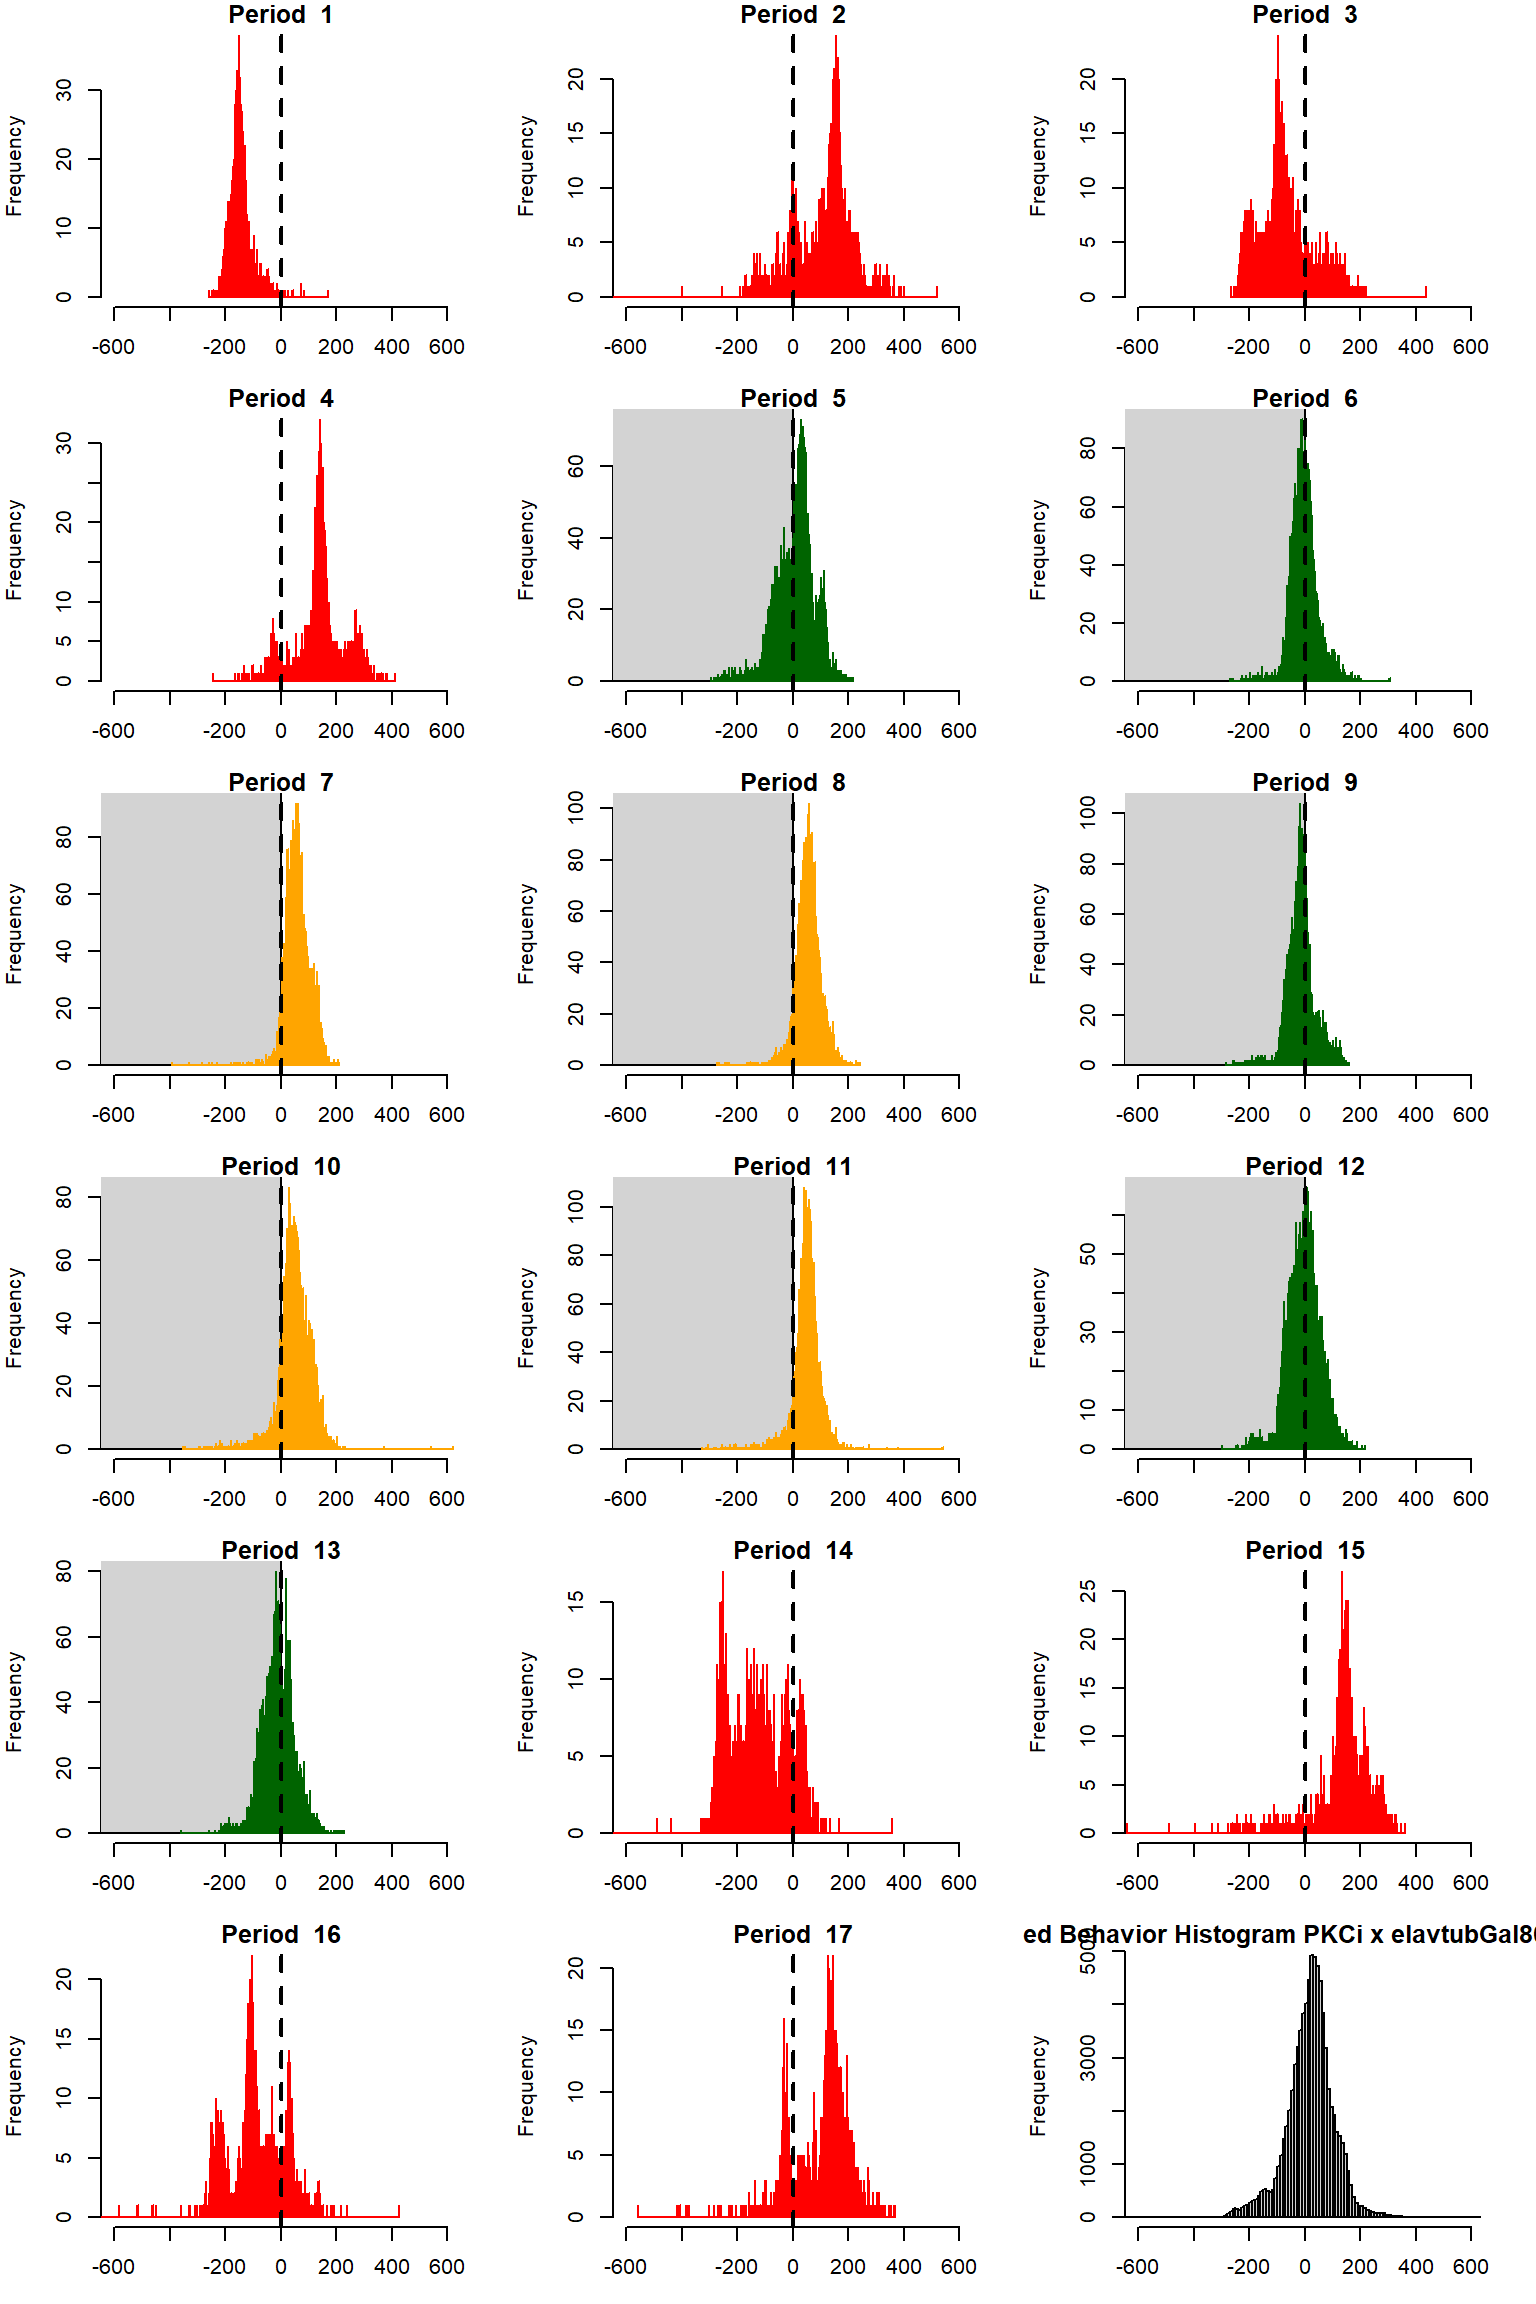 Period 1
Frequency
0 10 20 30
-600 -200 0 200 400 600
Period 2
Frequency
0 5 10 15 20
-600 -200 0 200 400 600
Period 3
Frequency
0 5 10 15 20
-600 -200 0 200 400 600
Period 4
Frequency
0 5 10 20 30
-600 -200 0 200 400 600
Period 5
Frequency
0 20 40 60
-600 -200 0 200 400 600
Period 6
Frequency
0 20 40 60 80
-600 -200 0 200 400 600
Period 7
Frequency
0 20 40 60 80
-600 -200 0 200 400 600
Period 8
Frequency
0 20 40 60 80 100
-600 -200 0 200 400 600
Period 9
Frequency
0 20 40 60 80 100
-600 -200 0 200 400 600
Period 10
Frequency
0 20 40 60 80
-600 -200 0 200 400 600
Period 11
Frequency
0 20 40 60 80 100
-600 -200 0 200 400 600
Period 12
Frequency
0 10 30 50
-600 -200 0 200 400 600
Period 13
Frequency
0 20 40 60 80
-600 -200 0 200 400 600
Period 14
Frequency
0 5 10 15
-600 -200 0 200 400 600
Period 15
Frequency
0 5 10 15 20 25
-600 -200 0 200 400 600
Period 16
Frequency
0 5 10 15 20
-600 -200 0 200 400 600
Period 17
Frequency
0 5 10 15 20
-600 -200 0 200 400 600
ed Behavior Histogram PKCi x elavtubGal80
Frequency
0 1000 3000 5000
-600 -200 0 200 400 600